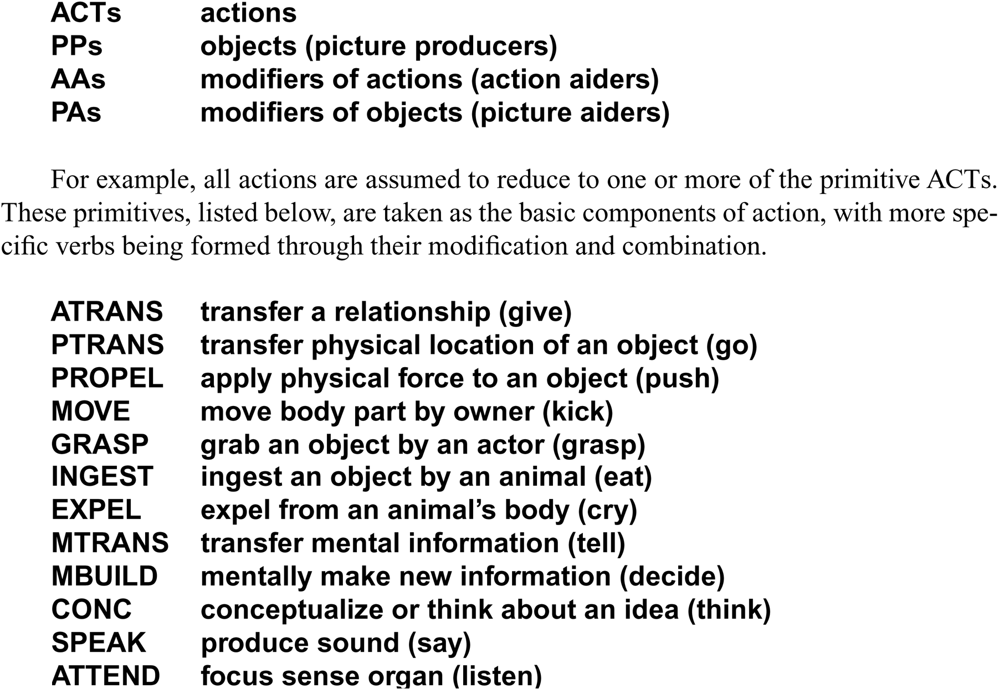 ACTs actions
PPs objects (picture producers)
AAs modifiers of actions (action aiders)
PAs modifiers of objects (picture aiders)
For example, all actions are assumed to reduce to one or more of the primitive ACTs.
These primitives, listed below, are taken as the basic components of action, with more spe-
cific verbs being formed through their modification and combination.
ATRANS transfer a relationship (give)
PTRANS transfer physical location of an object (go)
PROPEL apply physical force to an object (push)
MOVE move body part by owner (kick)
GRASP grab an object by an actor (grasp)
INGEST ingest an object by an animal (eat)
EXPEL expel from an animal’s body (cry)
MTRANS transfer mental information (tell)
MBUILD mentally make new information (decide)
CONC conceptualize or think about an idea (think)
SPEAK produce sound (say)
ATTEND focus sense organ (listen)